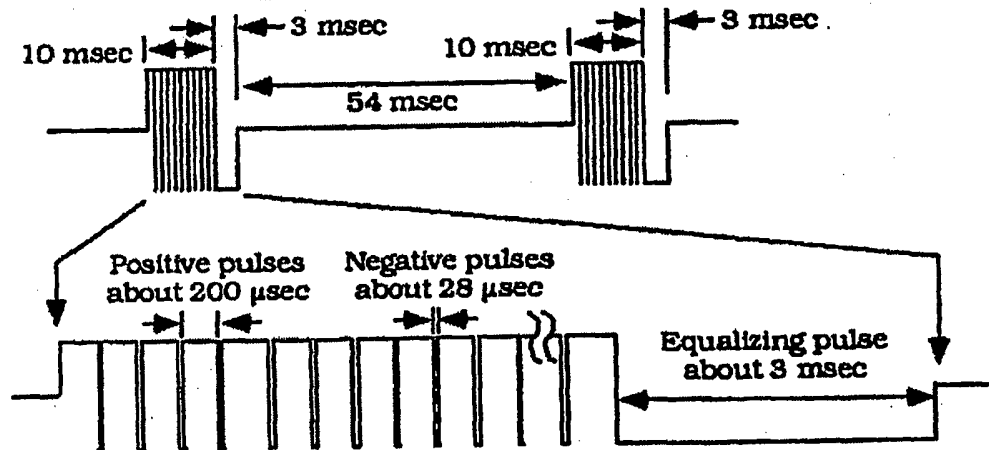 3 msec
3 msec
10 msec
10 msec
54 msec
Positive pulses
about 200 µsec
Negative pulses
about 28 µsec
Equalizing pulse
about 3 msec